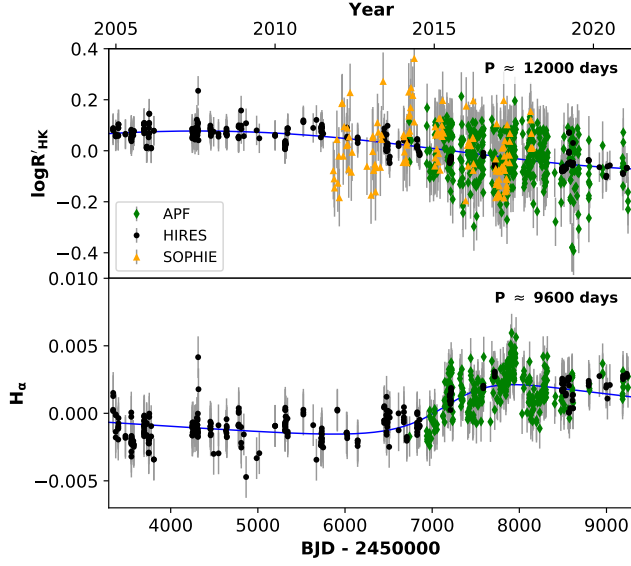 Year
2005 2010 2015 2020
0.4
P ≈ 12000 days
0.2
0.0
logR′HK
−0.2
APF
HIRES
SOPHIE
−0.4
0.010
P ≈ 9600 days
0.005
0.000
Hα
−0.005
4000 5000 6000 7000 8000 9000
BJD - 2450000